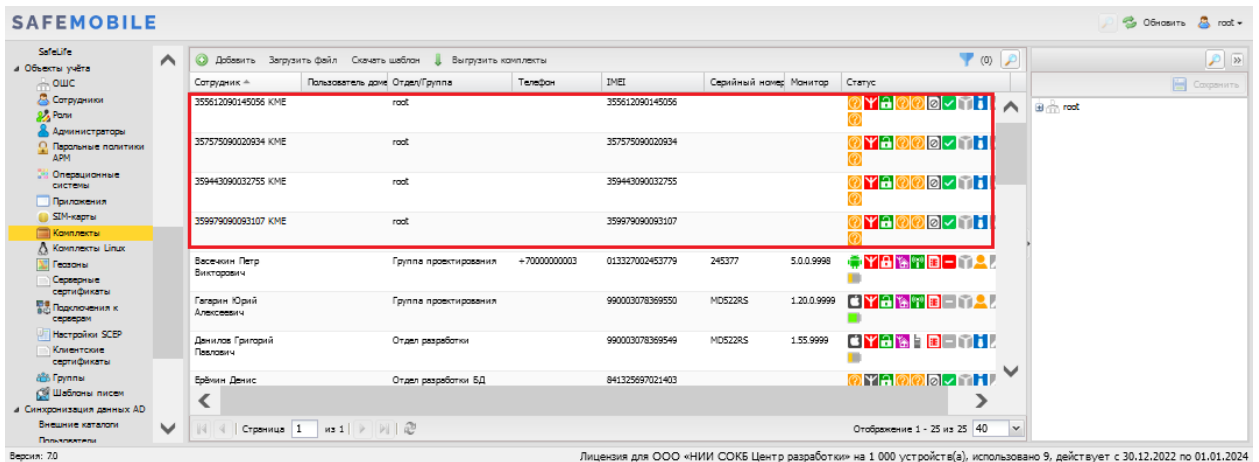 SAFEMOBILE
Обновить root
SafeLife
Объекты учёта
ОШС
Сотрудники
Роли
Администраторы
Парольные политики
АРМ
Операционные
системы
Приложения
SIM-карты
Комплекты
Комплекты Linux
Геозоны
Серверные
сертификаты
Подключения к
серверам
Настройки SCEP
Клиентские
сертификаты
Группы
Шаблоны писем
Синхронизация данных AD
Внешние каталоги
Пользователи
Добавить Загрузить файл Скачать шаблон Выгрузить комплекты (0)
Сотрудник Пользователь доме Отдел/Группа Телефон IMEI Серийный номер Монитор Статус
355612090145056 KME root 355612090145056
357575090020934 KME root 357575090020934
359443090032755 KME root 359443090032755
359979090093107 KME root 359979090093107
Васечкин Петр
Викторович Группа проектирования +70000000003 013327002453779 245377 5.0.0.9998
Гагарин Юрий
Алексеевич Группа проектирования 990003078369550 MD522RS 1.20.0.9999
Данилов Григорий
Павлович Отдел разработки 990003078369549 MD522RS 1.55.9999
Ерёмин Денис Отдел разработки БД 841325697021403
Страница 1 из 1
Отображение 1 - 25 из 25 40
Сохранить
root
Версия: 7.0
Лицензия для ООО «НИИ СОКБ Центр разработки» на 1 000 устройств(а), использовано 9, действует с 30.12.2022 по 01.01.2024